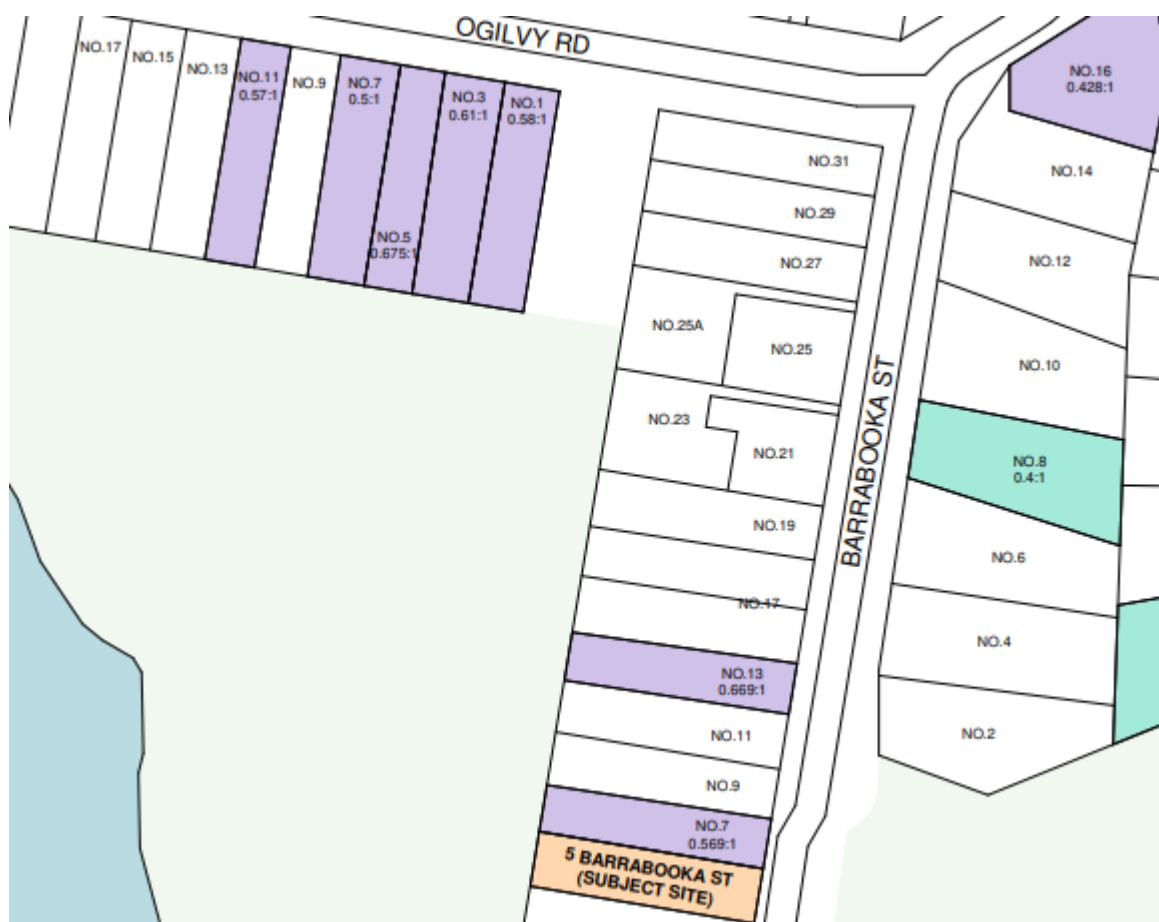 OGILVY RD
NO.17
NO.15
NO.13
NO.11
0.57:1
NO.9
NO.7
0.5:1
NO.5
0.675:1
NO.3
0.61:1
NO.1
0.58:1
NO.16
0.428:1
NO.14
NO.12
NO.10
NO.8
0.4:1
NO.6
NO.4
NO.2
NO.31
NO.29
NO.27
NO.25A
NO.25
NO.23
NO.21
NO.19
NO.17
NO.13
0.669:1
NO.11
NO.9
NO.7
0.569:1
5 BARRABOOKA ST
(SUBJECT SITE)
BARRABOOKA ST